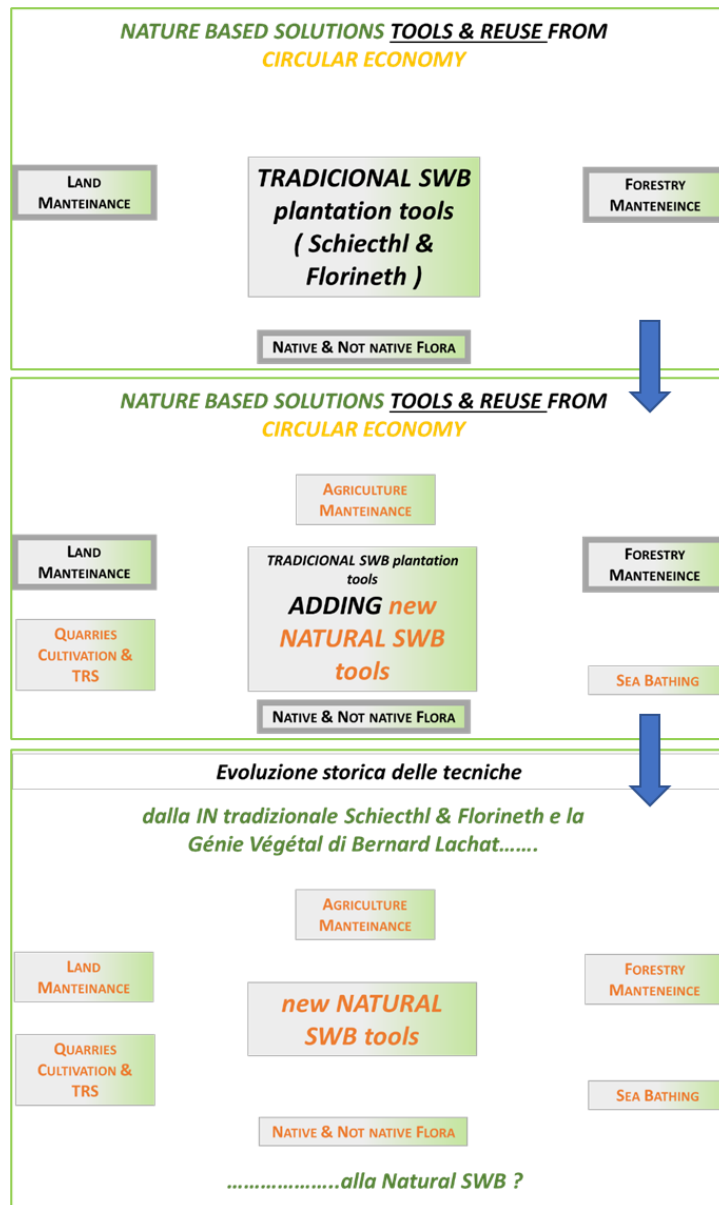 NATURE BASED SOLUTIONS TOOLS & REUSE FROM
CIRCULAR ECONOMY
LAND
MANTEINANCE
TRADICIONAL SWB
plantation tools
( Schiecthl &
Florineth )
FORESTRY
MANTENEINCE
NATIVE & NOT NATIVE FLORA
NATURE BASED SOLUTIONS TOOLS & REUSE FROM
CIRCULAR ECONOMY
AGRICULTURE
MANTEINANCE
LAND
MANTEINANCE
TRADICIONAL SWB plantation
tools
ADDING new
NATURAL SWB
tools
FORESTRY
MANTENEINCE
QUARRIES
CULTIVATION &
TRS
SEA BATHING
NATIVE & NOT NATIVE FLORA
Evoluzione storica delle tecniche
dalla IN tradizionale Schiecthl & Florineth e la
Génie Végétal di Bernard Lachat…….
AGRICULTURE
MANTEINANCE
LAND
MANTEINANCE
new NATURAL
SWB tools
FORESTRY
MANTENEINCE
QUARRIES
CULTIVATION &
TRS
SEA BATHING
NATIVE & NOT NATIVE FLORA
………………..alla Natural SWB ?